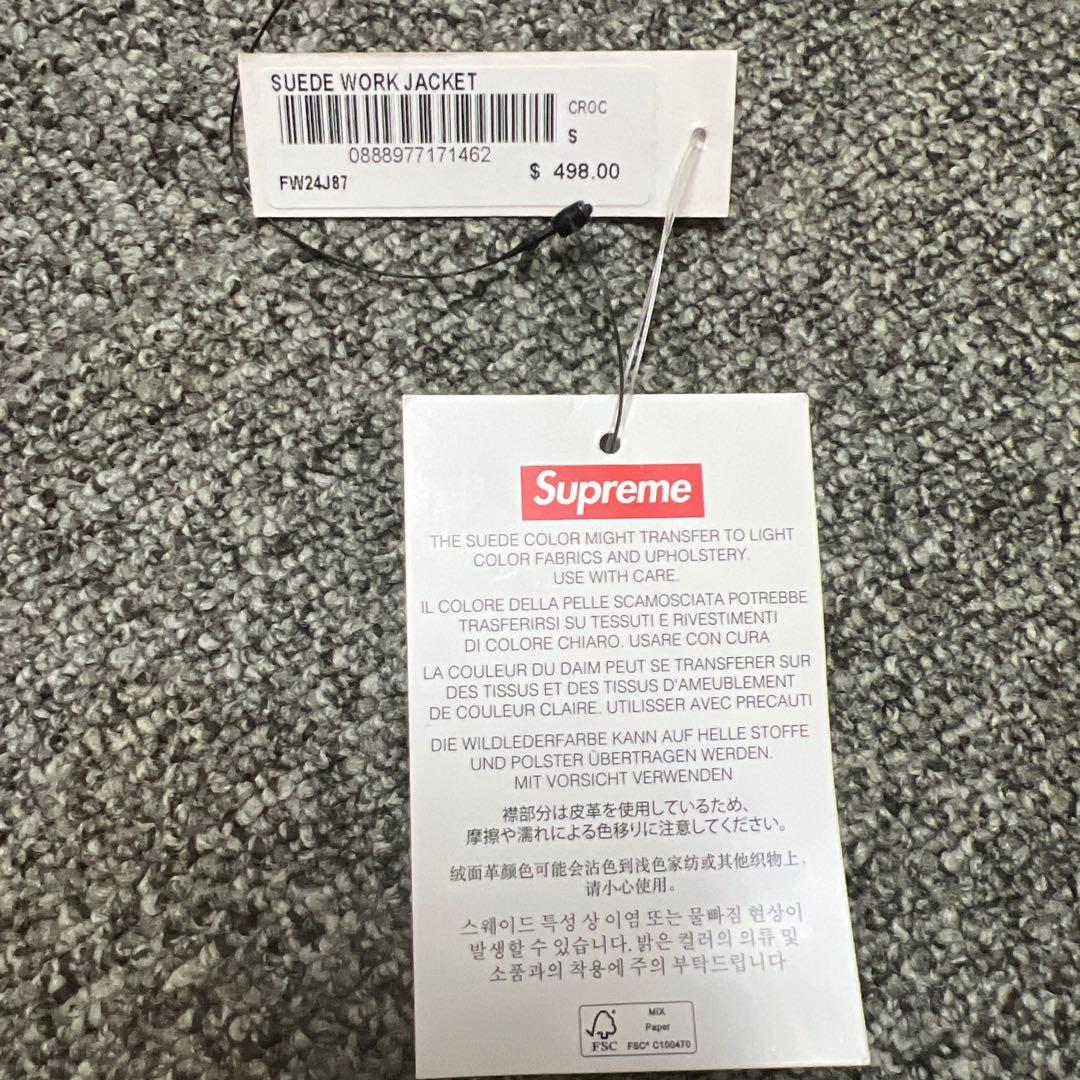 SUEDE WORK JACKET
CROC
S
0888977171462
$ 498.00
FW24J87
Supreme
THE SUEDE COLOR MIGHT TRANSFER TO LIGHT
COLOR FABRICS AND UPHOLSTERY.
USE WITH CARE.
IL COLORE DELLA PELLE SCAMOSCIATA POTREBBE
TRASFERIRSI SU TESSUTI E RIVESTIMENTI
DI COLORE CHIARO. USARE CON CURA
LA COULEUR DU DAIM PEUT SE TRANSFERER SUR
DES TISSUS ET DES TISSUS D'AMEUBLEMENT
DE COULEUR CLAIRE. UTILISER AVEC PRECAUTI
DIE WILDLEDERFARBE KANN AUF HELLE STOFFE
UND POLSTER ÜBERTRAGEN WERDEN.
MIT VORSICHT VERWENDEN
襟部分は皮革を使用しているため、
摩擦や濡れによる色移りに注意してください。
绒面革颜色可能会沾色到浅色家纺或其他织物上，
请小心使用。
스웨이드 특성 상 이염 또는 물빠짐 현상이
발생할 수 있습니다. 밝은 컬러의 의류 및
소품과의 착용에 주의 부탁드립니다
MIX
Paper
FSC
FSC® C100470